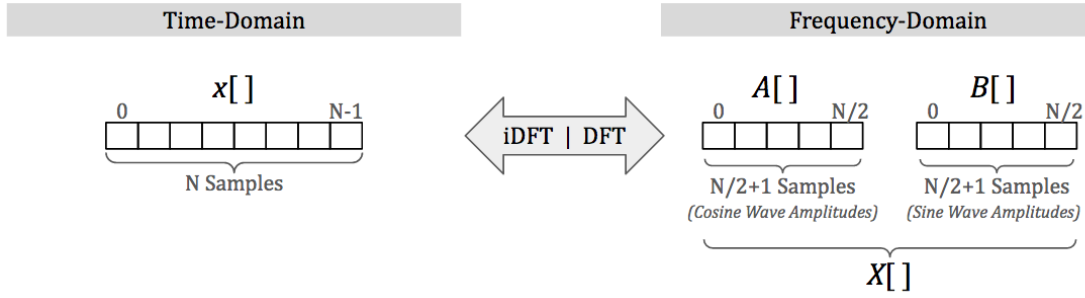 Time-Domain
Frequency-Domain
x[ ]
0 N-1
N Samples
iDFT | DFT
A[ ]
0 N/2
N/2+1 Samples
(Cosine Wave Amplitudes)
B[ ]
0 N/2
N/2+1 Samples
(Sine Wave Amplitudes)
X[ ]